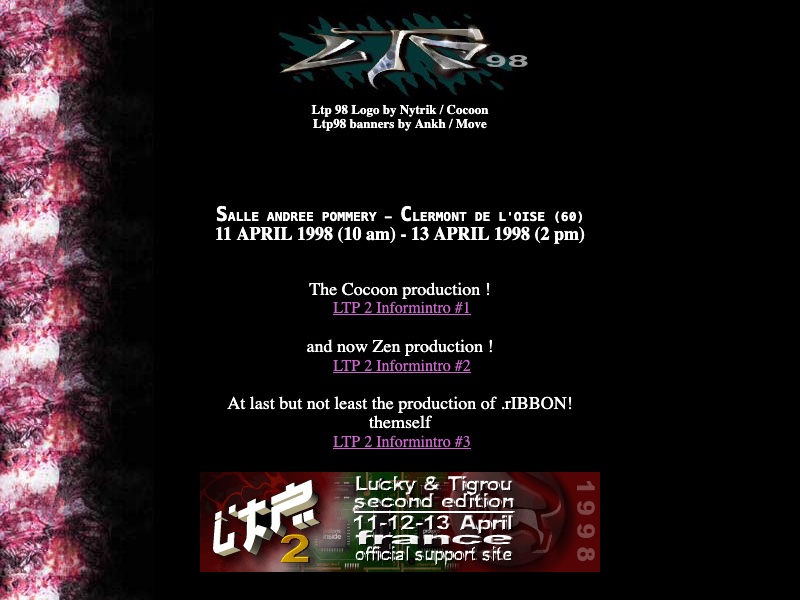 LTP 98
Ltp 98 Logo by Nytrik / Cocoon
Ltp98 banners by Ankh / Move
SALLE ANDREE POMMERY – CLERMONT DE L'OISE (60)
11 APRIL 1998 (10 am) - 13 APRIL 1998 (2 pm)
The Cocoon production !
LTP 2 Informintro #1
and now Zen production !
LTP 2 Informintro #2
At last but not least the production of .rIBBON!
themself
LTP 2 Informintro #3
LTP 2
Lucky & Tigrou
second edition
11-12-13 April
france
official support site
1998